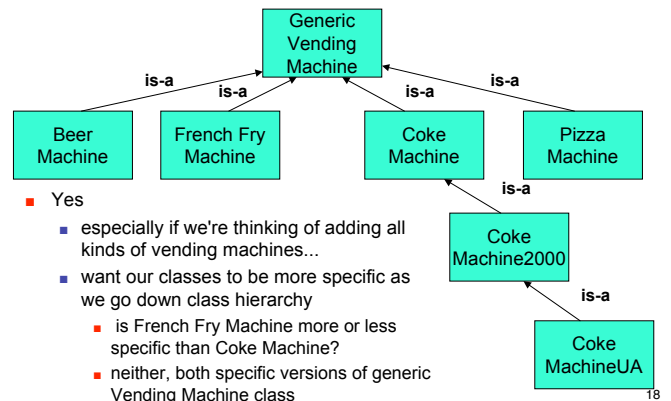 Generic
Vending
Machine
is-a
is-a
is-a
is-a
Beer
Machine
French Fry
Machine
Coke
Machine
Pizza
Machine
is-a
Coke
Machine2000
is-a
Coke
MachineUA
Yes
especially if we're thinking of adding all
kinds of vending machines...
want our classes to be more specific as
we go down class hierarchy
is French Fry Machine more or less
specific than Coke Machine?
neither, both specific versions of generic
Vending Machine class
18